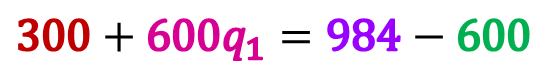 300 + 600q₁ = 984 − 600